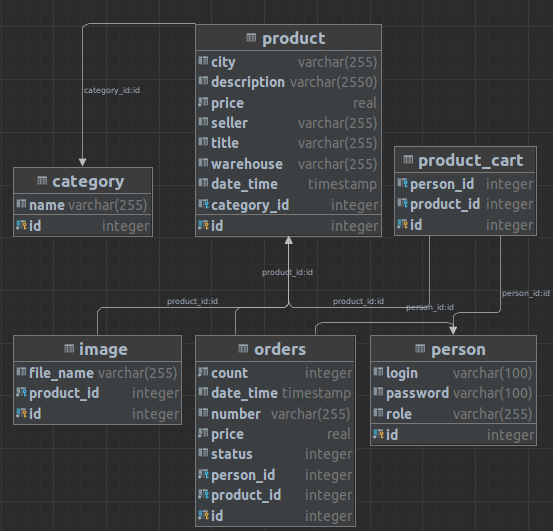 product
city varchar(255)
description varchar(2550)
price real
seller varchar(255)
title varchar(255)
warehouse varchar(255)
date_time timestamp
category_id integer
id integer
category_id:id
category
name varchar(255)
id integer
product_cart
person_id integer
product_id integer
id integer
product_id:id
product_id:id
product_id:id
person_id:id
person_id:id
image
file_name varchar(255)
product_id integer
id integer
orders
count integer
date_time timestamp
number varchar(255)
price real
status integer
person_id integer
product_id integer
id integer
person
login varchar(100)
password varchar(100)
role varchar(255)
id integer